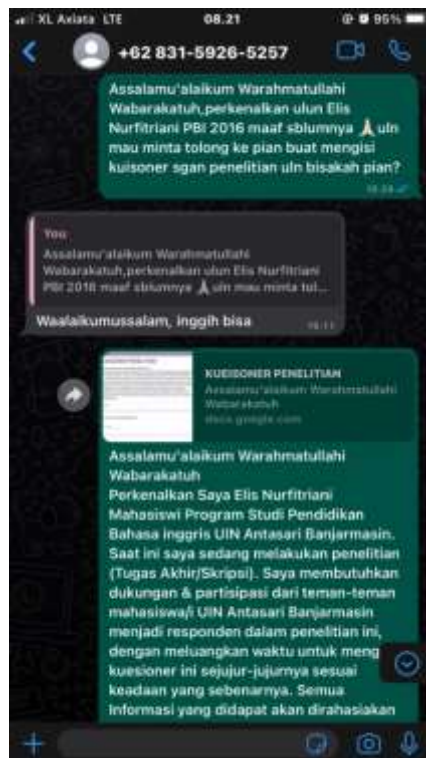 XL Axiata LTE 08.21 95%
+62 831-5926-5257
Assalamu'alaikum Warahmatullahi
Wabarakatuh,perkenalkan ulun Elis
Nurfitriani PBI 2016 maaf sblumnya 🙏 uln
mau minta tolong ke pian buat mengisi
kuisoner sgan penelitian uln bisakah pian?
You
Assalamu'alaikum Warahmatullahi
Wabarakatuh,perkenalkan ulun Elis Nurfitriani
PBI 2016 maaf sblumnya 🙏 uln mau minta tol...
Waalaikumussalam, inggih bisa
KUEISONER PENELITIAN
Assalamu'alaikum Warahmatullahi
Wabarakatuh
docs.google.com
Assalamu'alaikum Warahmatullahi
Wabarakatuh
Perkenalkan Saya Elis Nurfitriani
Mahasiswi Program Studi Pendidikan
Bahasa inggris UIN Antasari Banjarmasin.
Saat ini saya sedang melakukan penelitian
(Tugas Akhir/Skripsi). Saya membutuhkan
dukungan & partisipasi dari teman-teman
mahasiswa/i UIN Antasari Banjarmasin
menjadi responden dalam penelitian ini,
dengan meluangkan waktu untuk meng
kuesioner ini sejujur-jujurnya sesuai
keadaan yang sebenarnya. Semua
Informasi yang didapat akan dirahasiakan